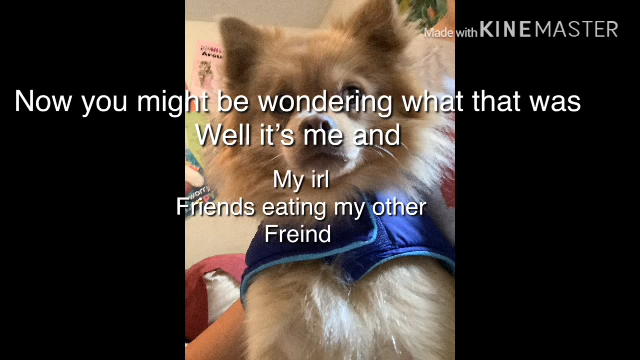 Made with KINEMASTER
Now you might be wondering what that was
Well it's me and
My irl
Friends eating my other
Freind